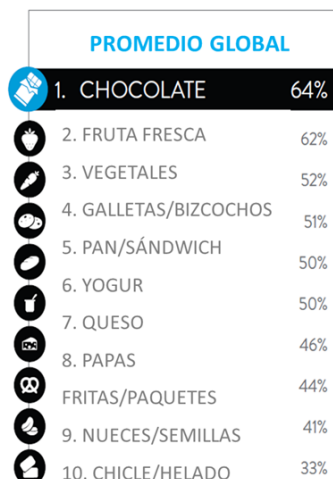 PROMEDIO GLOBAL
1. CHOCOLATE 64%
2. FRUTA FRESCA 62%
3. VEGETALES 52%
4. GALLETAS/BIZCOCHOS 51%
5. PAN/SÁNDWICH 50%
6. YOGUR 50%
7. QUESO 46%
8. PAPAS 44%
FRITAS/PAQUETES
9. NUECES/SEMILLAS 41%
10. CHICLE/HELADO 33%